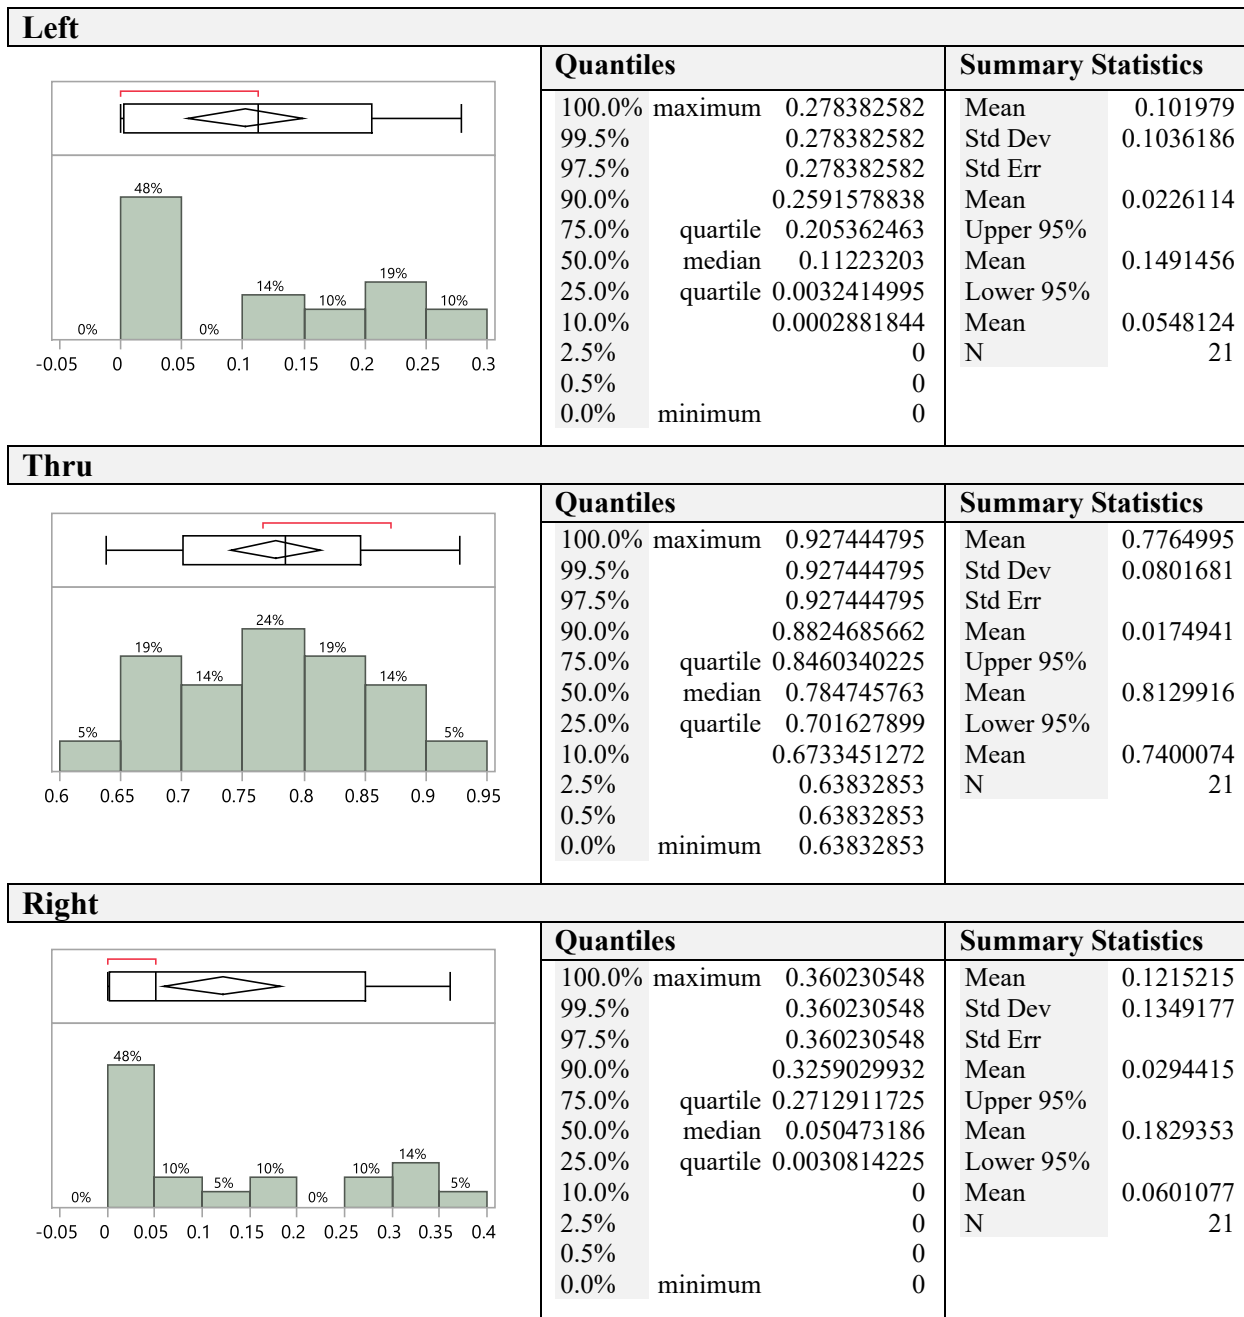 Left
48%
14%
10%
19%
10%
0%
0%
-0.05 0 0.05 0.1 0.15 0.2 0.25 0.3
Quantiles
100.0% maximum 0.278382582
99.5% 0.278382582
97.5% 0.278382582
90.0% 0.2591578838
75.0% quartile 0.205362463
50.0% median 0.11223203
25.0% quartile 0.0032414995
10.0% 0.0002881844
2.5% 0
0.5% 0
0.0% minimum 0
Summary Statistics
Mean 0.101979
Std Dev 0.1036186
Std Err
Mean 0.0226114
Upper 95%
Mean 0.1491456
Lower 95%
Mean 0.0548124
N 21
Thru
24%
19%
19%
14%
14%
5%
5%
0.6 0.65 0.7 0.75 0.8 0.85 0.9 0.95
Quantiles
100.0% maximum 0.927444795
99.5% 0.927444795
97.5% 0.927444795
90.0% 0.8824685662
75.0% quartile 0.8460340225
50.0% median 0.784745763
25.0% quartile 0.701627899
10.0% 0.6733451272
2.5% 0.63832853
0.5% 0.63832853
0.0% minimum 0.63832853
Summary Statistics
Mean 0.7764995
Std Dev 0.0801681
Std Err
Mean 0.0174941
Upper 95%
Mean 0.8129916
Lower 95%
Mean 0.7400074
N 21
Right
48%
14%
10%
5%
10%
10%
5%
0%
0%
-0.05 0 0.05 0.1 0.15 0.2 0.25 0.3 0.35 0.4
Quantiles
100.0% maximum 0.360230548
99.5% 0.360230548
97.5% 0.360230548
90.0% 0.3259029932
75.0% quartile 0.2712911725
50.0% median 0.050473186
25.0% quartile 0.0030814225
10.0% 0
2.5% 0
0.5% 0
0.0% minimum 0
Summary Statistics
Mean 0.1215215
Std Dev 0.1349177
Std Err
Mean 0.0294415
Upper 95%
Mean 0.1829353
Lower 95%
Mean 0.0601077
N 21